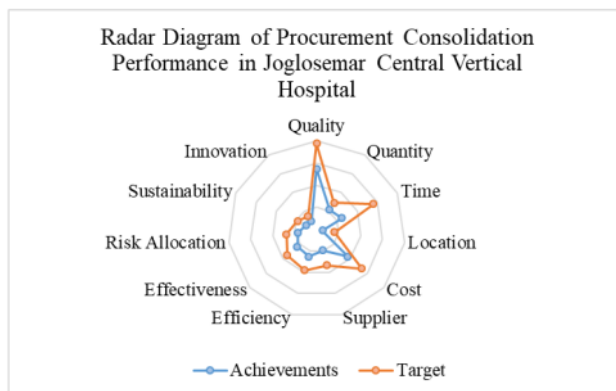 Radar Diagram of Procurement Consolidation
Performance in Joglosemar Central Vertical
Hospital
Quality
Innovation
Quantity
Sustainability
Time
Risk Allocation
Location
Effectiveness
Cost
Efficiency
Supplier
Achievements
Target